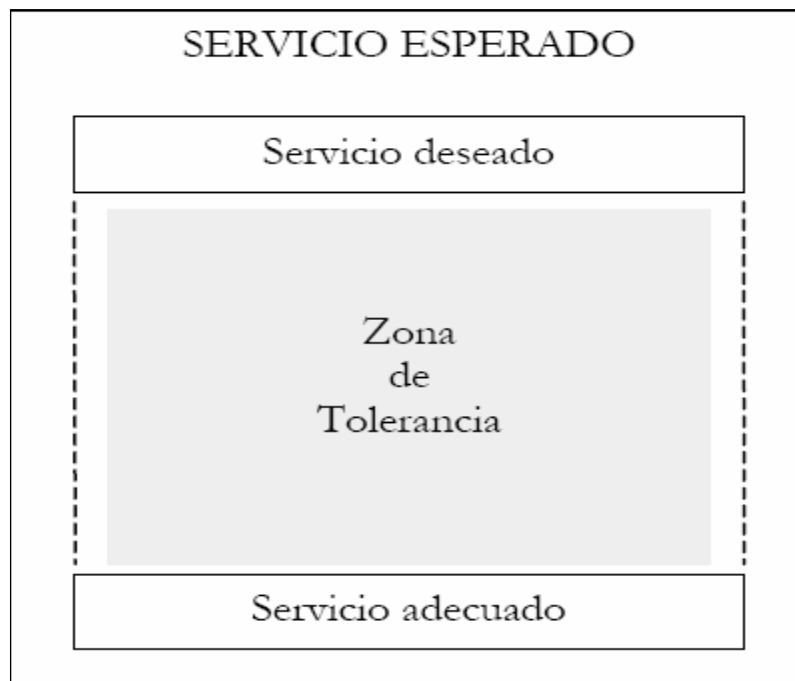 SERVICIO ESPERADO
Servicio deseado
Zona
de
Tolerancia
Servicio adecuado